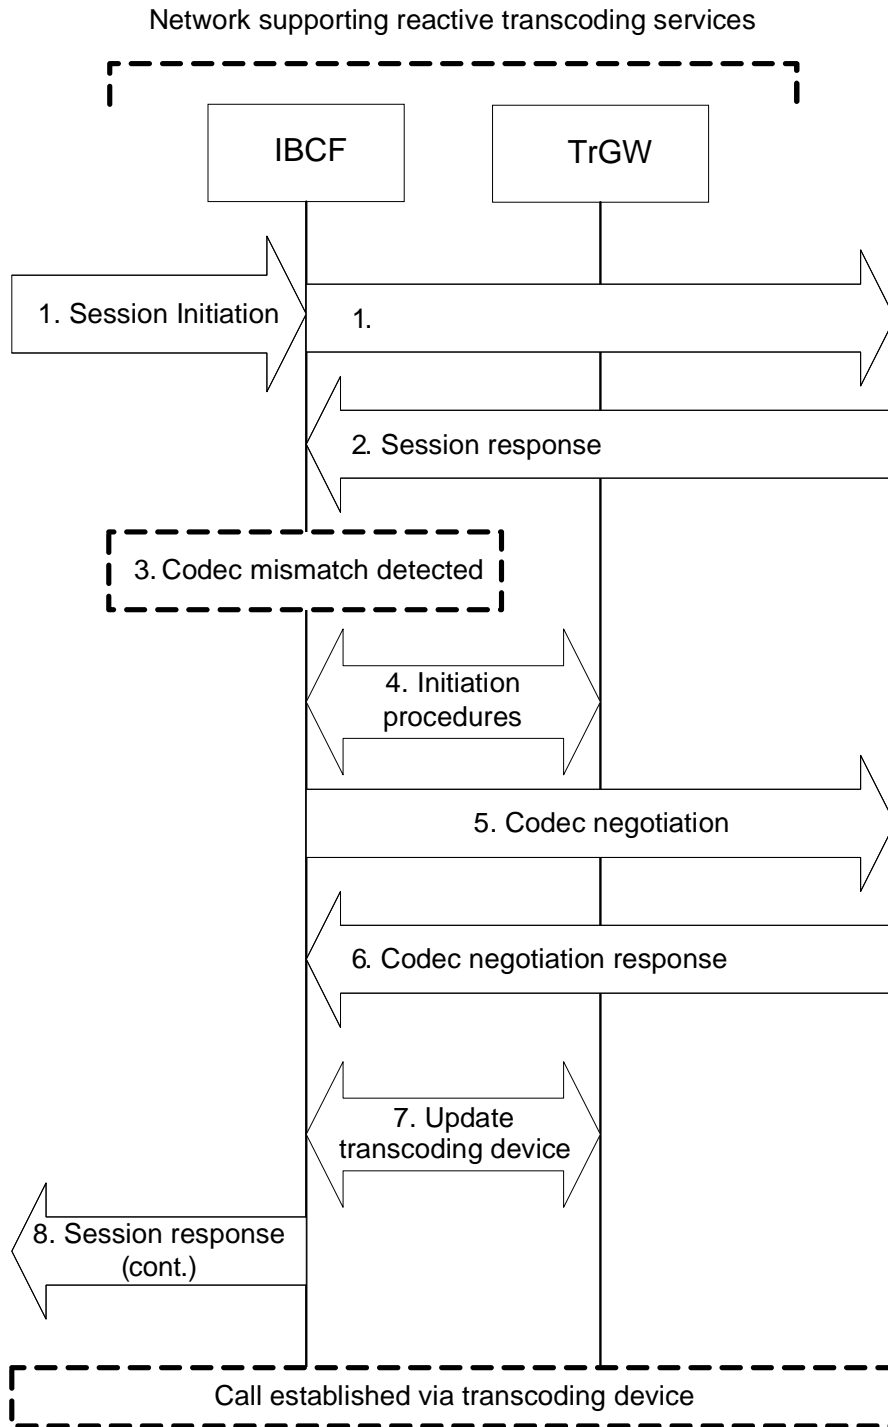 Network supporting reactive transcoding services
IBCF
TrGW
1. Session Initiation
1.
2. Session response
3. Codec mismatch detected
4. Initiation
procedures
5. Codec negotiation
6. Codec negotiation response
7. Update
transcoding device
8. Session response
(cont.)
Call established via transcoding device